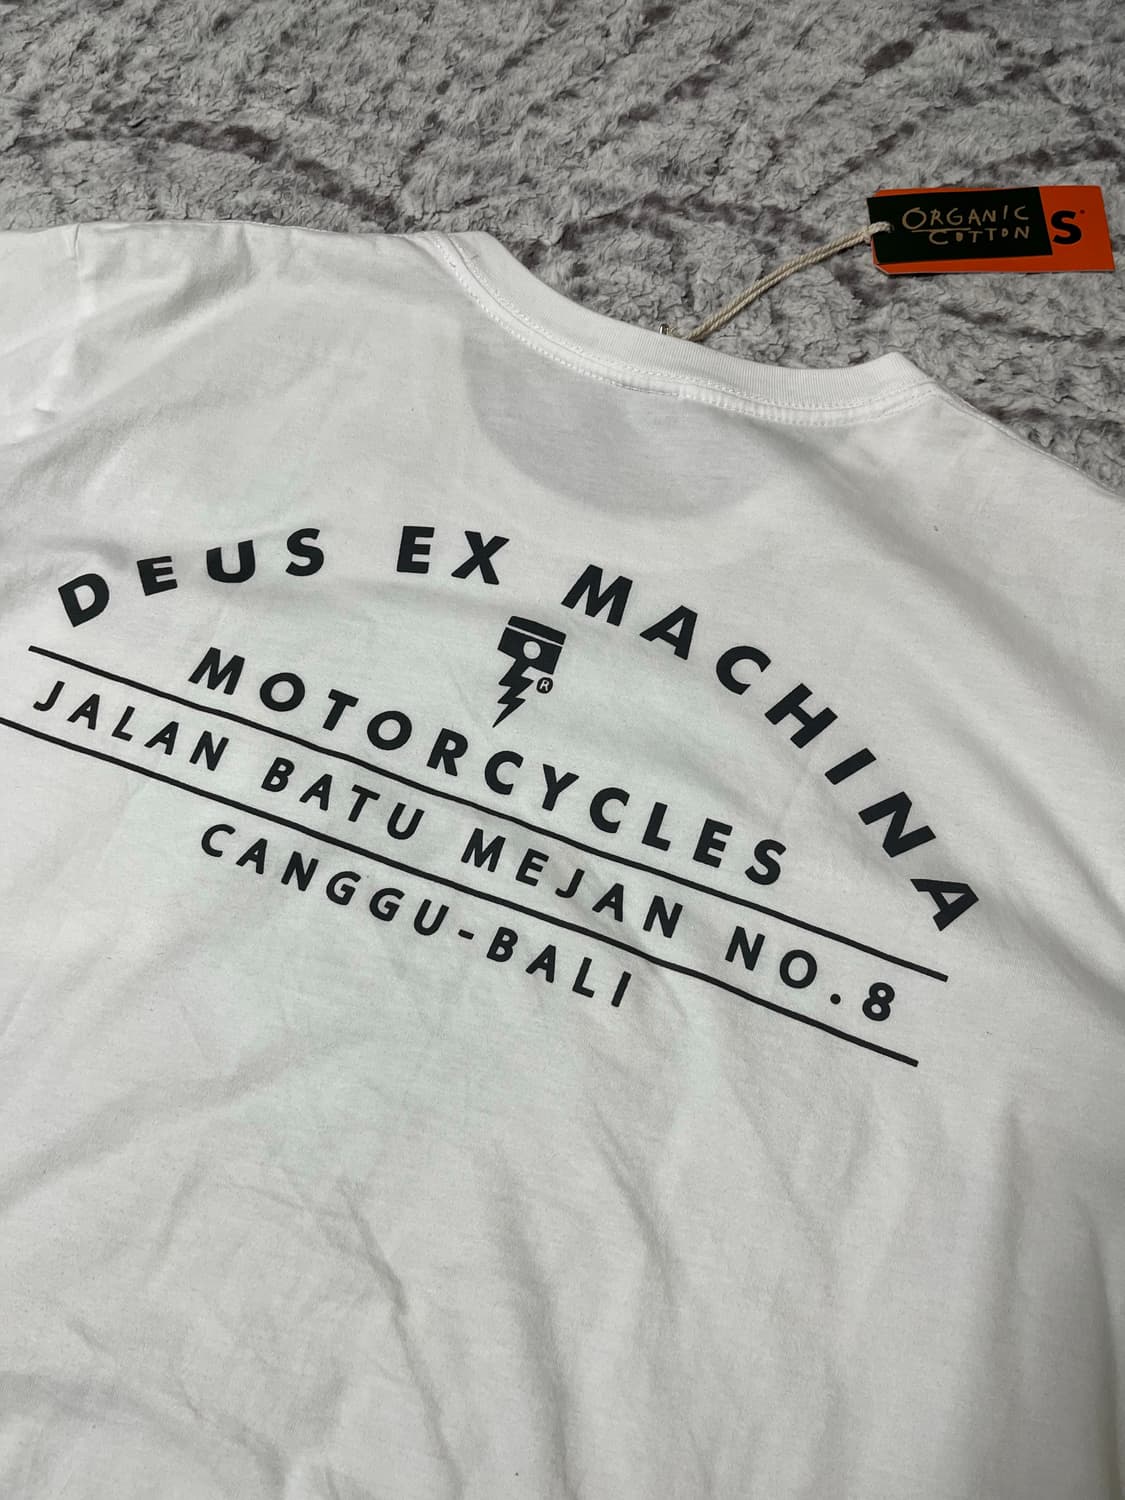 ORGANIC
COTTON
S
DEUS EX MACHINA
®
MOTORCYCLES
JALAN BATU MEJAN NO.8
CANGGU-BALI